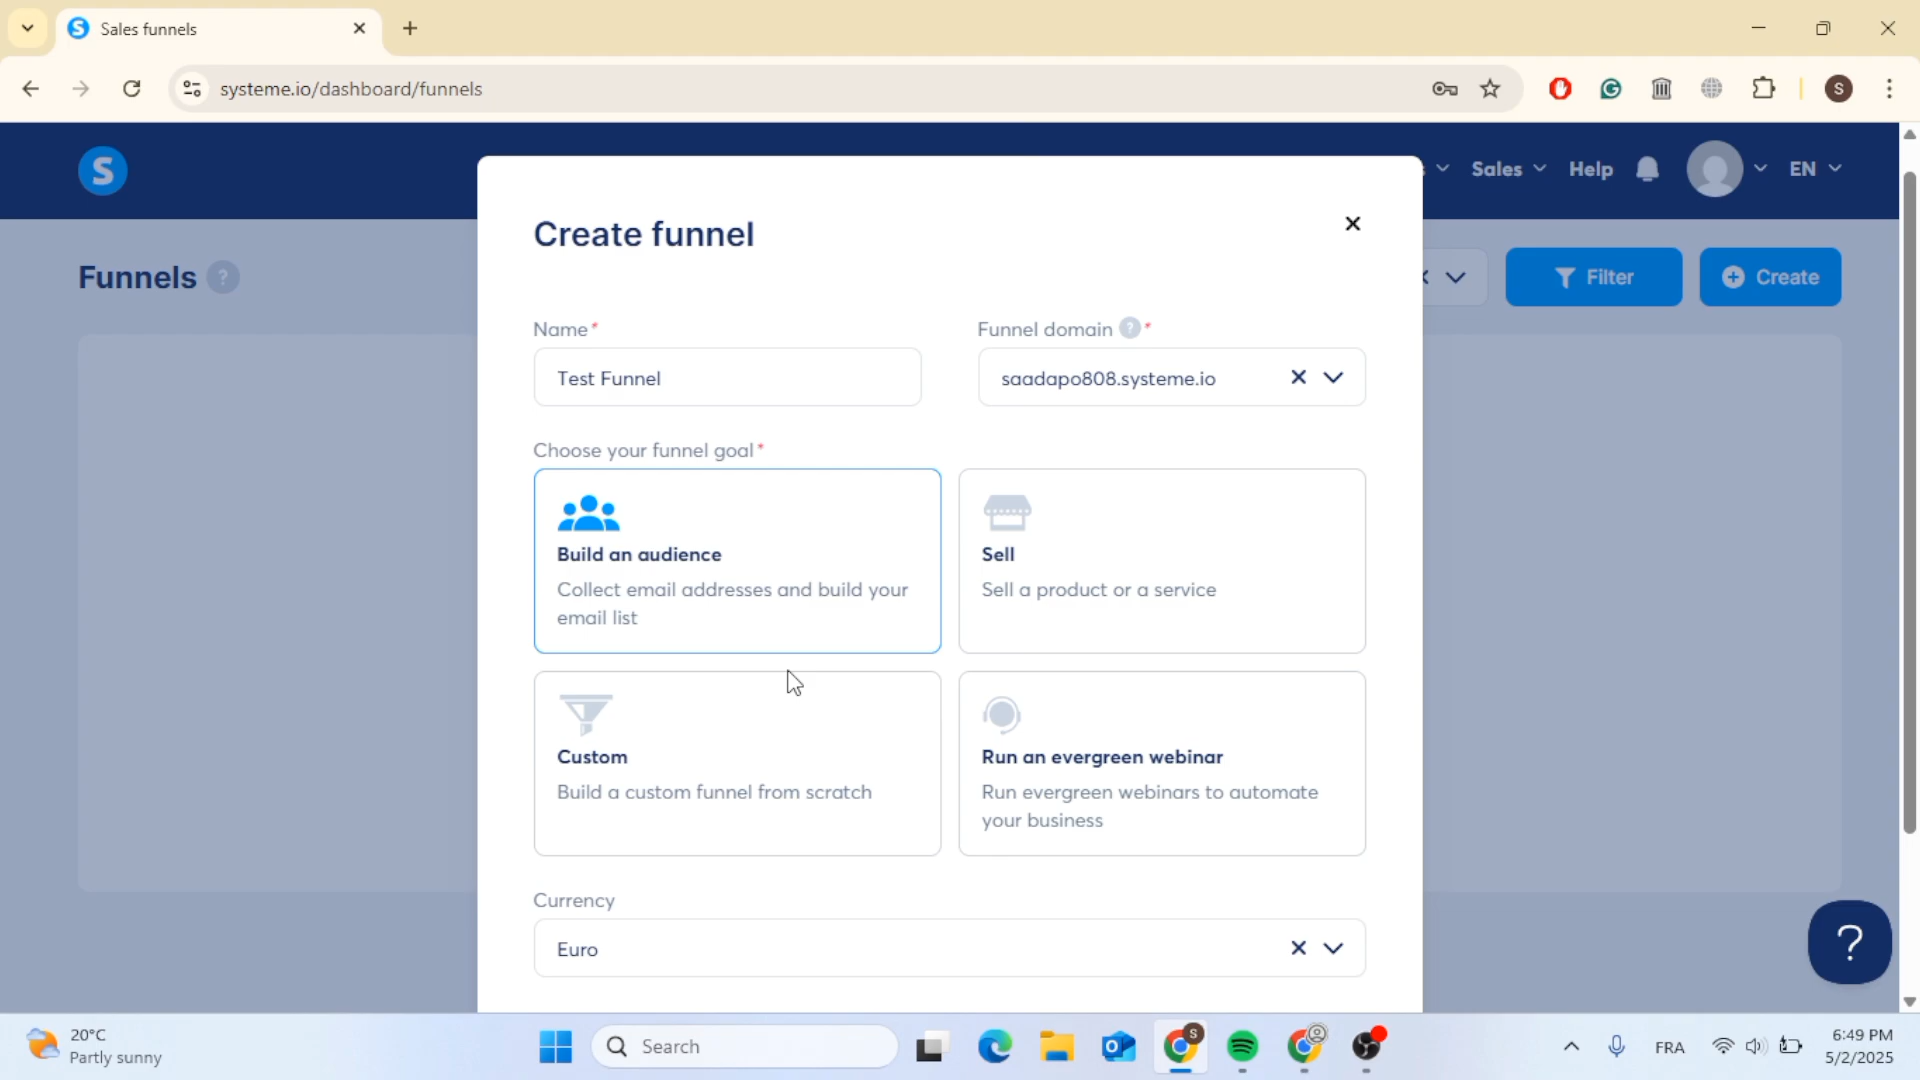 Sales funnels
systeme.io/dashboard/funnels
S
S
Sales
Help
EN
Create funnel
Funnels ?
Filter
Create
Name*
Funnel domain ? *
Test Funnel
saadapo808.systeme.io
Choose your funnel goal*
Build an audience
Collect email addresses and build your
email list
Sell
Sell a product or a service
Custom
Build a custom funnel from scratch
Run an evergreen webinar
Run evergreen webinars to automate
your business
Currency
Euro
?
20°C
Partly sunny
Search
FRA
6:49 PM
5/2/2025